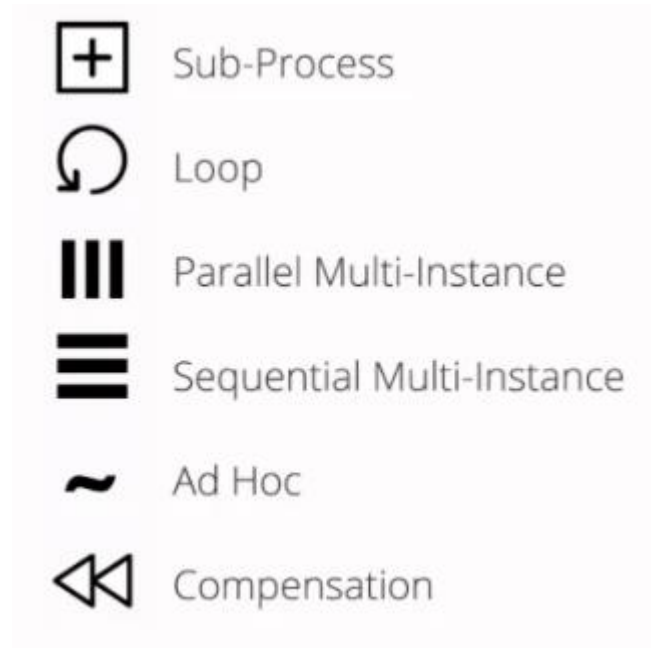 Sub-Process
Loop
Parallel Multi-Instance
Sequential Multi-Instance
Ad Hoc
Compensation